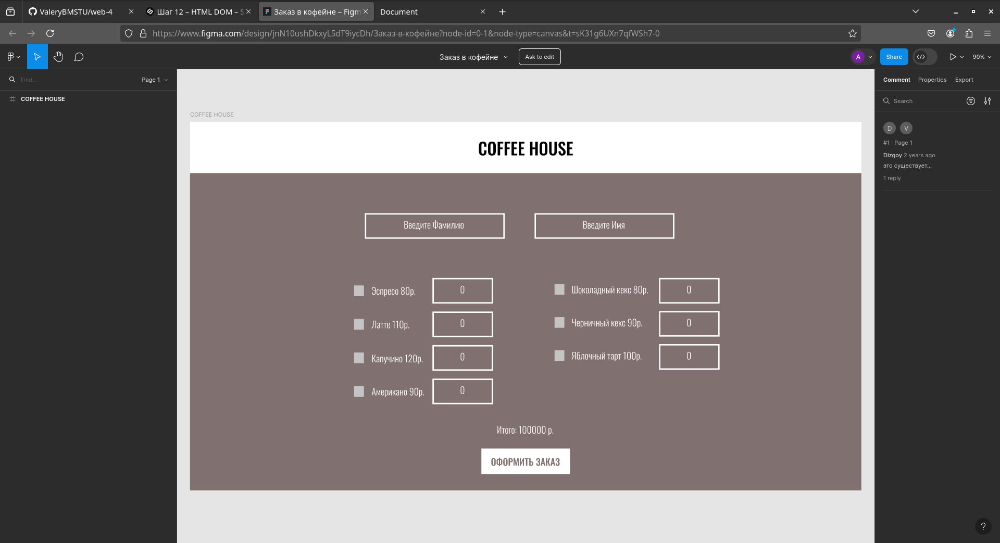 ValeryBMSTU/web-4
Шаг 12 – HTML DOM – S
Заказ в кофейне – Figm
Document
https://www.figma.com/design/jnN10ushDkxyL5dT9iycDh/Заказ-в-кофейне?node-id=0-1&node-type=canvas&t=sK31g6UXn7qfWSh7-0
Заказ в кофейне
Ask to edit
A
Share
90%
Find...
Page 1
Comment
Properties
Export
COFFEE HOUSE
Search
COFFEE HOUSE
D
V
#1 · Page 1
Dizgoy 2 years ago
это существует...
1 reply
COFFEE HOUSE
Введите Фамилию
Введите Имя
Эспресо 80р.
0
Шоколадный кекс 80р.
0
Латте 110р.
0
Черничный кекс 90р.
0
Капучино 120р.
0
Яблочный тарт 100р.
0
Американо 90р.
0
Итого: 100000 р.
ОФОРМИТЬ ЗАКАЗ
?